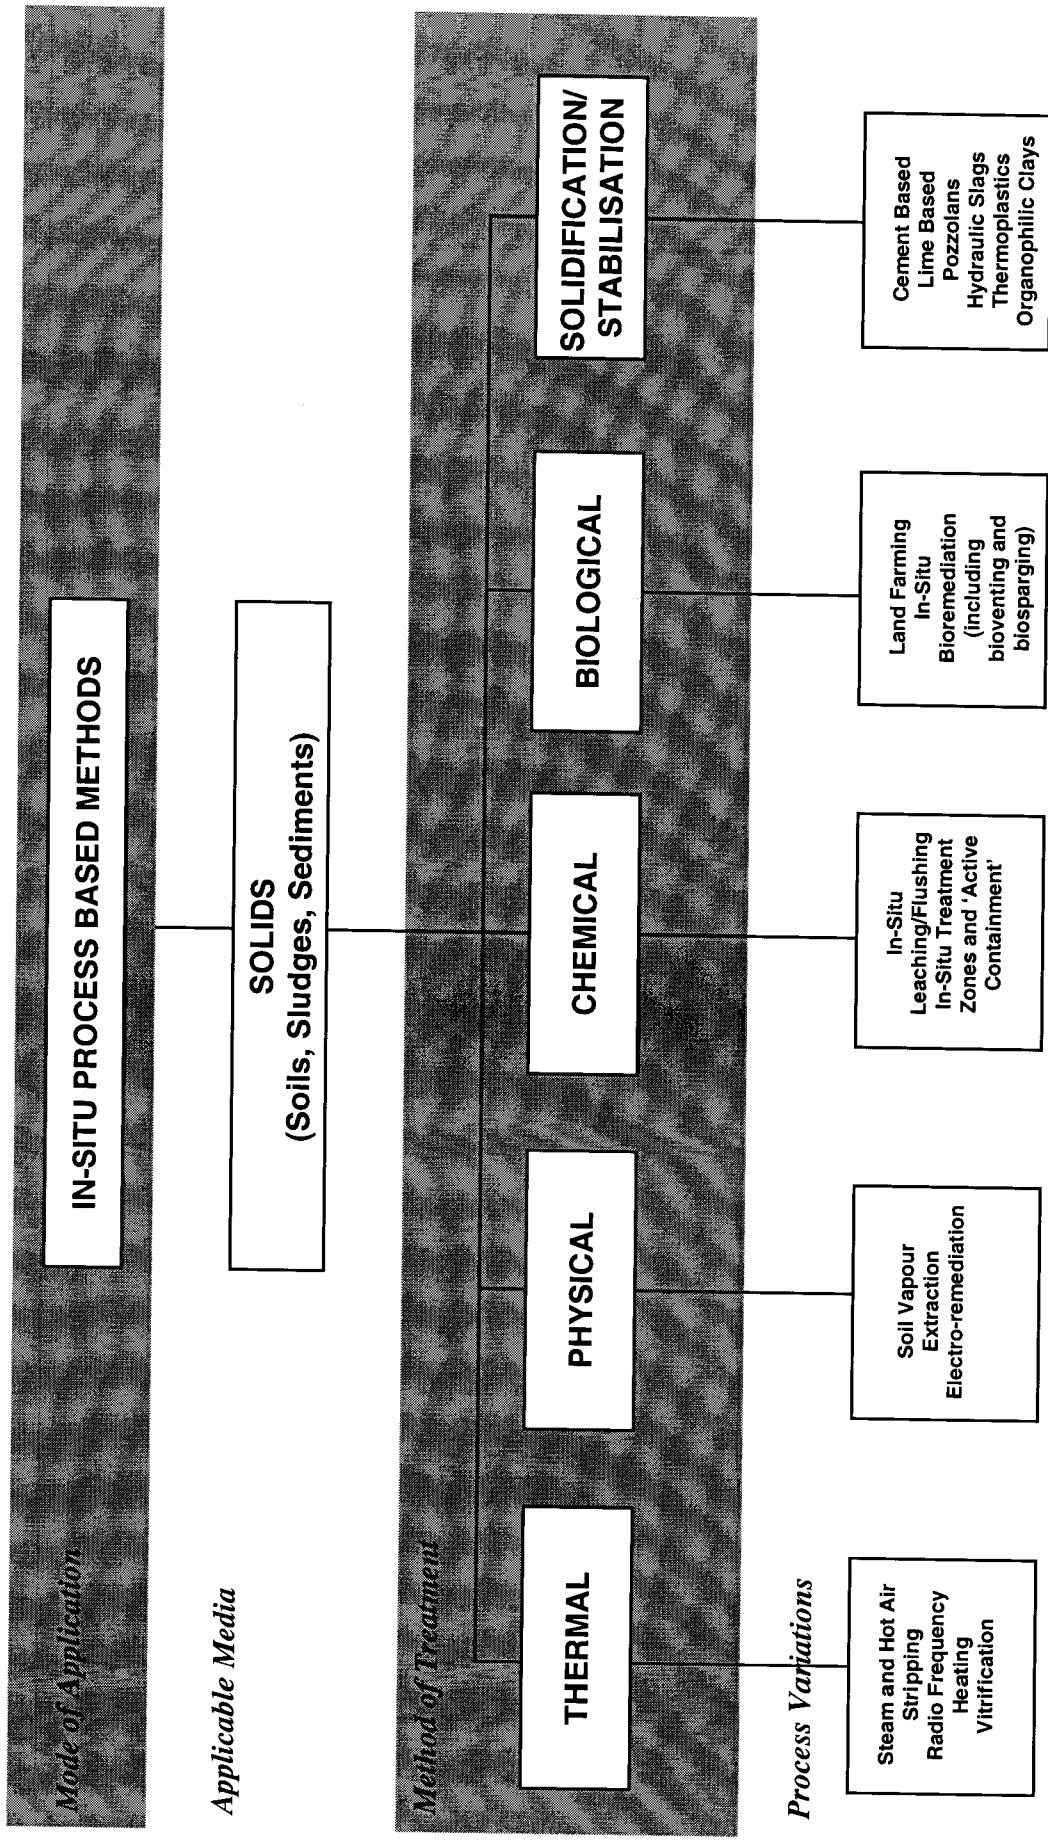 Mode of Application
IN-SITU PROCESS BASED METHODS
Applicable Media
SOLIDS
(Soils, Sludges, Sediments)
Method of Treatment
THERMAL
PHYSICAL
CHEMICAL
BIOLOGICAL
SOLIDIFICATION/
STABILISATION
Process Variations
Steam and Hot Air
Stripping
Radio Frequency
Heating
Vitrification
Soil Vapour
Extraction
Electro-remediation
In-Situ
Leaching/Flushing
In-Situ Treatment
Zones and ‘Active
Containment’
Land Farming
In-Situ
Bioremediation
(including
bioventing and
biosparging)
Cement Based
Lime Based
Pozzolans
Hydraulic Slags
Thermoplastics
Organophilic Clays